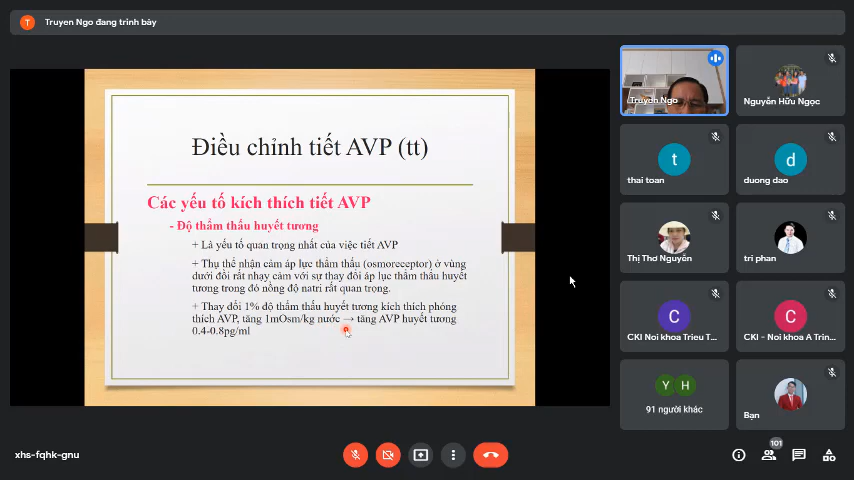 T
Truyen Ngo đang trình bày
Điều chỉnh tiết AVP (tt)
Các yếu tố kích thích tiết AVP
- Độ thẩm thấu huyết tương
+ Là yếu tố quan trọng nhất của việc tiết AVP
+ Thụ thể nhận cảm áp lực thẩm thấu (osmoreceptor) ở vùng
dưới đồi rất nhạy cảm với sự thay đổi áp lực thẩm thấu huyết
tương trong đó nồng độ natri rất quan trọng.
+ Thay đổi 1% độ thẩm thấu huyết tương kích thích phóng
thích AVP, tăng 1mOsm/kg nước → tăng AVP huyết tương
0.4-0.8pg/ml
Truyen Ngo
Nguyễn Hữu Ngọc
t
thai toan
d
duong dao
Thị Thơ Nguyễn
tri phan
C
CKI Noi khoa Trieu T...
C
CKI - Noi khoa A Trin...
Y H
91 người khác
Bạn
xhs-fqhk-gnu
101